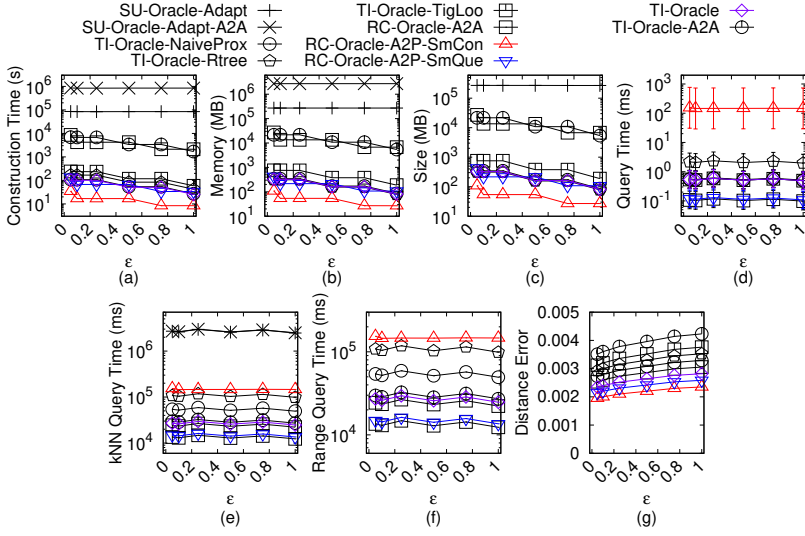 SU-Oracle-Adapt
SU-Oracle-Adapt-A2A
TI-Oracle-NaiveProx
TI-Oracle-Rtree
TI-Oracle-TigLoo
RC-Oracle-A2A
RC-Oracle-A2P-SmCon
RC-Oracle-A2P-SmQue
TI-Oracle
TI-Oracle-A2A
Construction Time (s)
10^6
10^5
10^4
10^3
10^2
10^1
0 0.2 0.4 0.6 0.8 1
ε
(a)
Memory (MB)
10^6
10^5
10^4
10^3
10^2
10^1
0 0.2 0.4 0.6 0.8 1
ε
(b)
Size (MB)
10^5
10^4
10^3
10^2
10^1
0 0.2 0.4 0.6 0.8 1
ε
(c)
Query Time (ms)
10^3
10^2
10^1
10^0
10^-1
0 0.2 0.4 0.6 0.8 1
ε
(d)
kNN Query Time (ms)
10^6
10^5
10^4
0 0.2 0.4 0.6 0.8 1
ε
(e)
Range Query Time (ms)
10^5
10^4
0 0.2 0.4 0.6 0.8 1
ε
(f)
Distance Error
0.005
0.004
0.003
0.002
0.001
0
0 0.2 0.4 0.6 0.8 1
ε
(g)